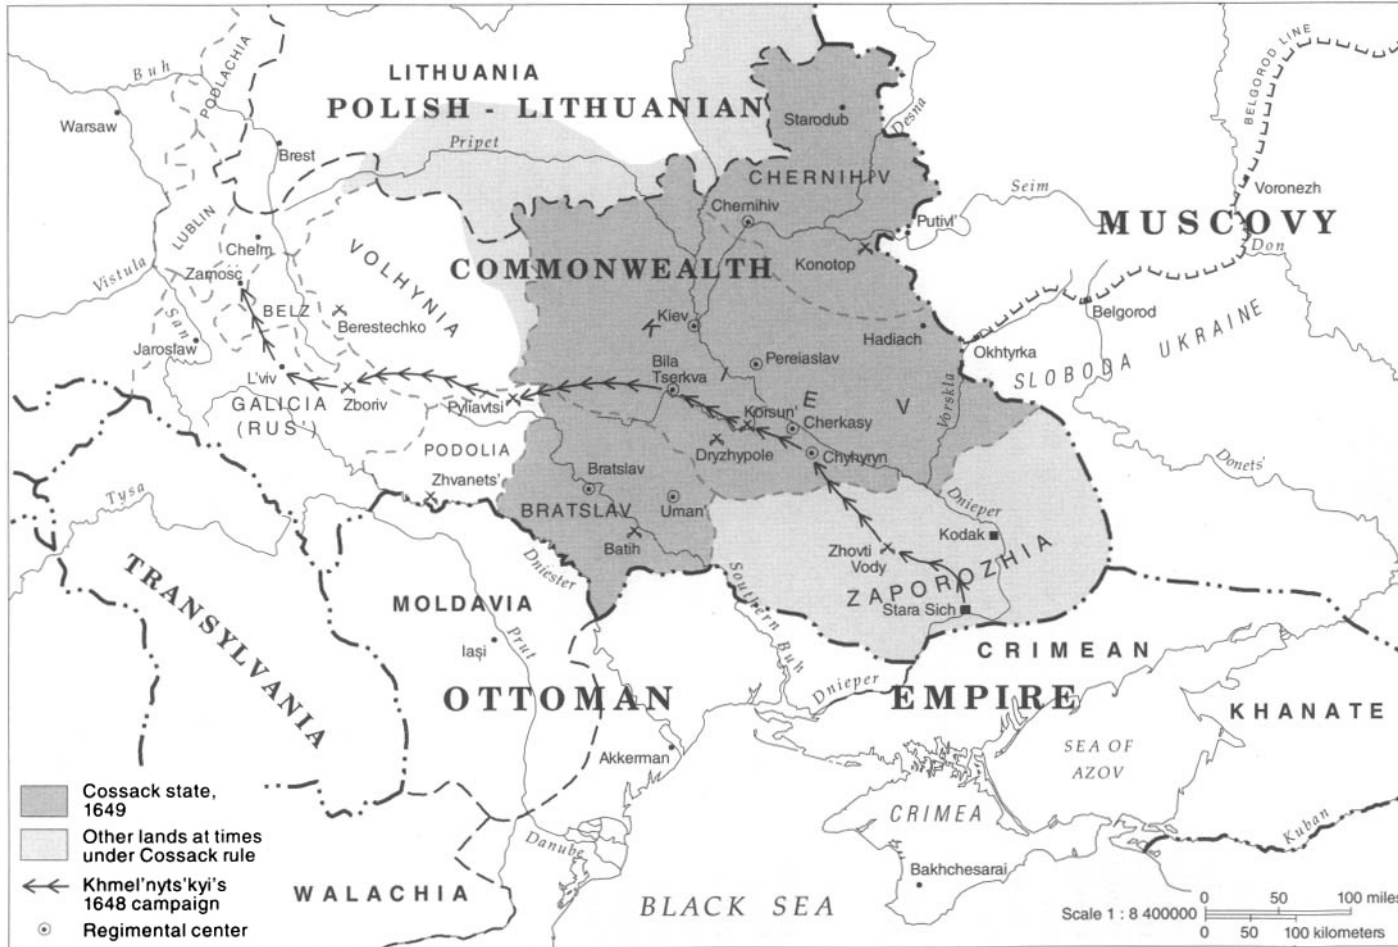 LITHUANIA
POLISH - LITHUANIAN
COMMONWEALTH
Buh
PODLACHIA
Warsaw
Brest
Pripet
Starodub
Desna
BELGOROD LINE
CHERNIHIV
Chernihiv
Seim
Voronezh
Putivl'
MUSCOVY
Don
LUBLIN
Chełm
Zamość
VOLHYNIA
Konotop
Vistula
San
BELZ
Berestechko
Jarosław
Kiev
KIEV
Hadiach
Belgorod
Okhtyrka
SLOBODA UKRAINE
Pereiaslav
Bila
Tserkva
L'viv
GALICIA
(RUS')
Zboriv
Pyliavtsi
Korsun'
Cherkasy
Vorskla
Dryzhypole
Chyhyryn
PODOLIA
Zhvanets'
Bratslav
BRATSLAV
Uman'
Batih
Donets'
Dnieper
Kodak
Zhovti
Vody
ZAPOROZHIA
Stara Sich
Tysa
TRANSYLVANIA
Dniester
MOLDAVIA
Iași
Prut
Southern Buh
Dnieper
CRIMEAN
KHANATE
OTTOMAN
EMPIRE
Akkerman
SEA OF
AZOV
CRIMEA
Kuban
Bakhchesarai
Danube
WALACHIA
BLACK SEA
Cossack state,
1649
Other lands at times
under Cossack rule
Khmel'nyts'kyi's
1648 campaign
Regimental center
0 50 100 miles
Scale 1 : 8 400000
0 50 100 kilometers